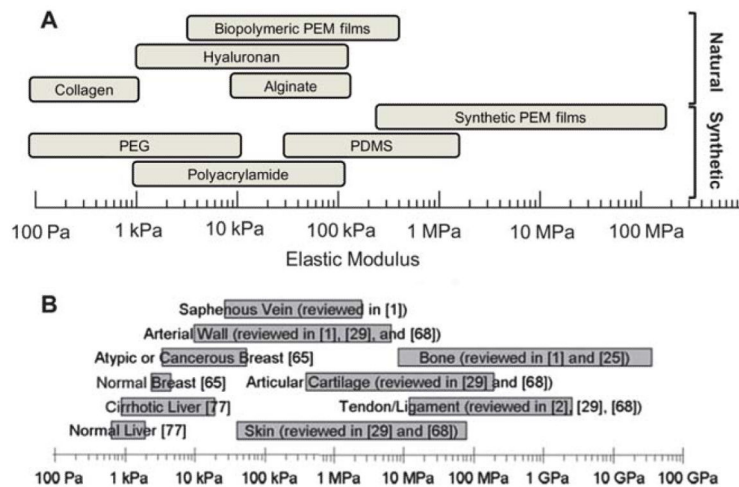 A
Biopolymeric PEM films
Hyaluronan
Collagen
Alginate
Natural
Synthetic PEM films
PEG
PDMS
Polyacrylamide
Synthetic
100 Pa 1 kPa 10 kPa 100 kPa 1 MPa 10 MPa 100 MPa
Elastic Modulus
B
Saphenous Vein (reviewed in [1])
Arterial Wall (reviewed in [1], [29], and [68])
Atypic or Cancerous Breast [65]
Bone (reviewed in [1] and [25])
Normal Breast [65]
Articular Cartilage (reviewed in [29] and [68])
Cirrhotic Liver [77]
Tendon/Ligament (reviewed in [2], [29], [68])
Normal Liver [77]
Skin (reviewed in [29] and [68])
100 Pa 1 kPa 10 kPa 100 kPa 1 MPa 10 MPa 100 MPa 1 GPa 10 GPa 100 GPa